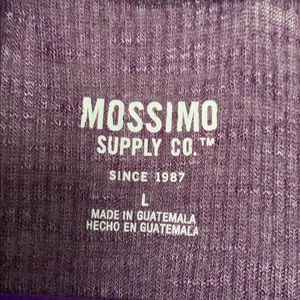 MOSSIMO
SUPPLY CO.™
SINCE 1987
L
MADE IN GUATEMALA
HECHO EN GUATEMALA